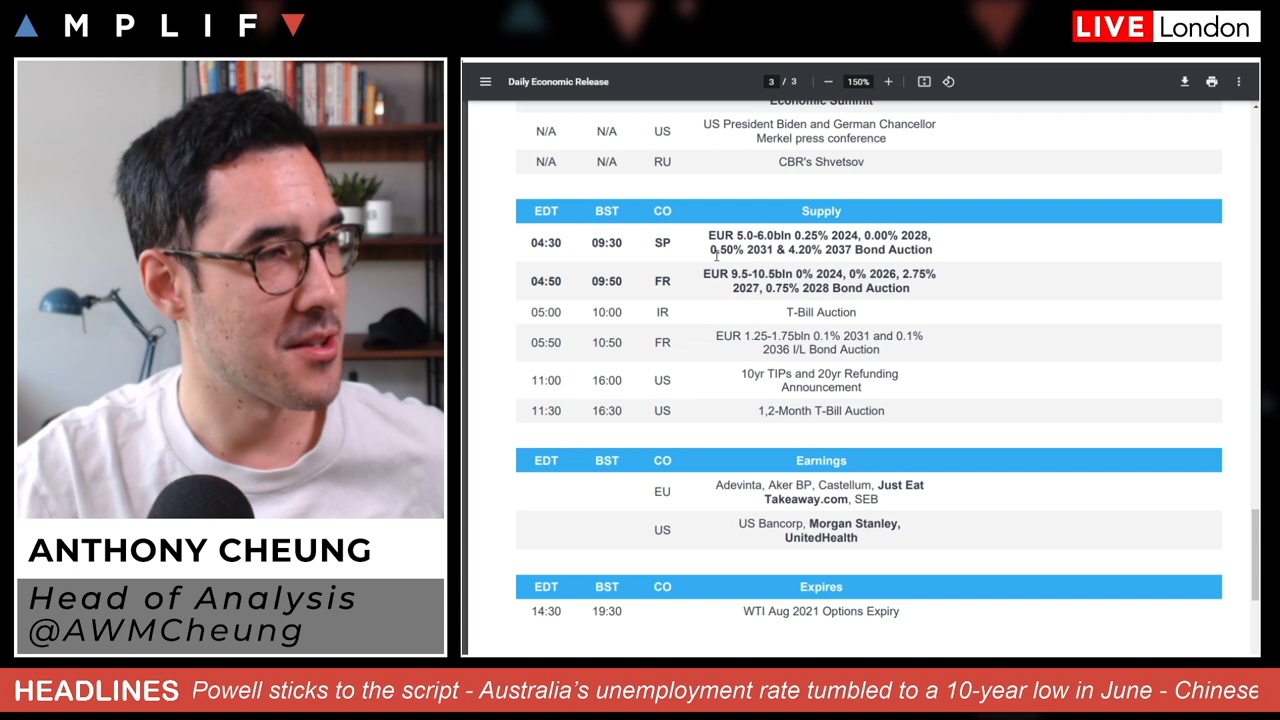 AMPLIFY
LIVE London
Daily Economic Release
3 / 3
150%
Economic Summit
N/A N/A US US President Biden and German Chancellor
Merkel press conference
N/A N/A RU CBR's Shvetsov
EDT BST CO Supply
04:30 09:30 SP EUR 5.0-6.0bln 0.25% 2024, 0.00% 2028,
0.50% 2031 & 4.20% 2037 Bond Auction
04:50 09:50 FR EUR 9.5-10.5bln 0% 2024, 0% 2026, 2.75%
2027, 0.75% 2028 Bond Auction
05:00 10:00 IR T-Bill Auction
05:50 10:50 FR EUR 1.25-1.75bln 0.1% 2031 and 0.1%
2036 I/L Bond Auction
11:00 16:00 US 10yr TIPs and 20yr Refunding
Announcement
11:30 16:30 US 1,2-Month T-Bill Auction
EDT BST CO Earnings
EU Adevinta, Aker BP, Castellum, Just Eat
Takeaway.com, SEB
US US Bancorp, Morgan Stanley,
UnitedHealth
EDT BST CO Expires
14:30 19:30 WTI Aug 2021 Options Expiry
ANTHONY CHEUNG
Head of Analysis
@AWMCheung
HEADLINES Powell sticks to the script - Australia's unemployment rate tumbled to a 10-year low in June - Chinese